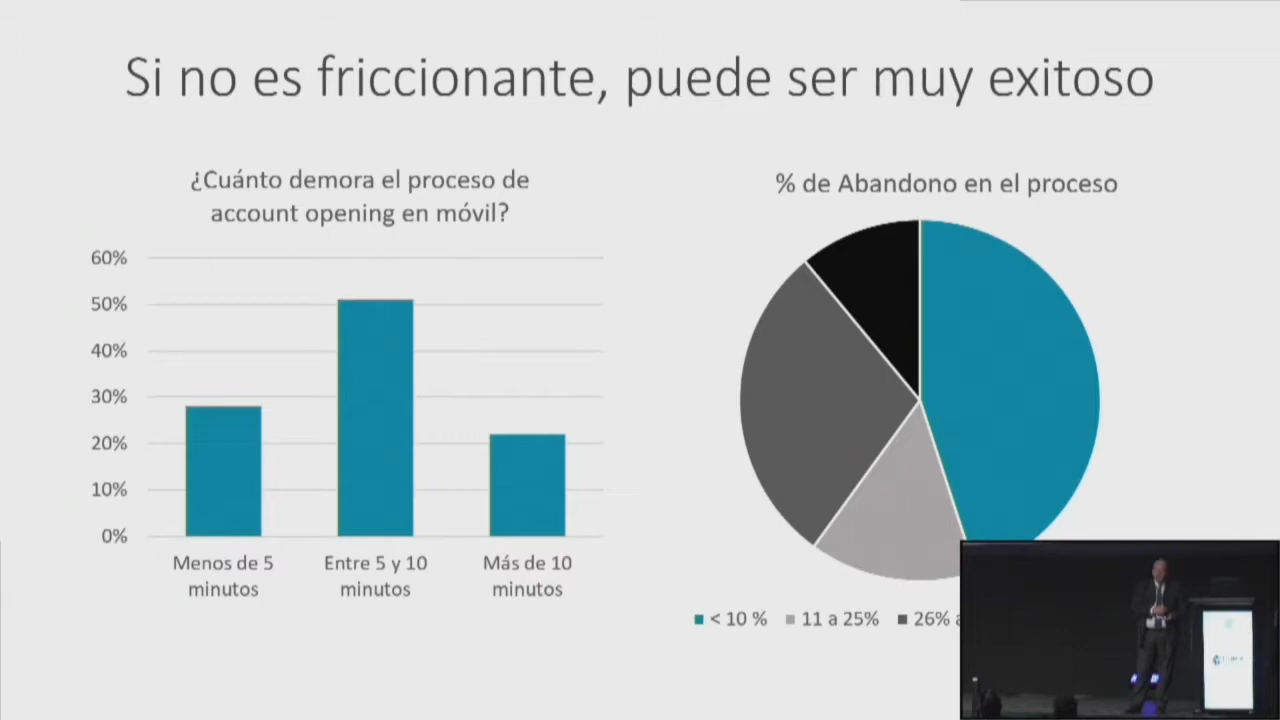 Si no es friccionante, puede ser muy exitoso
¿Cuánto demora el proceso de
account opening en móvil?
60%
50%
40%
30%
20%
10%
0%
Menos de 5
minutos
Entre 5 y 10
minutos
Más de 10
minutos
% de Abandono en el proceso
< 10 %
11 a 25%
26%